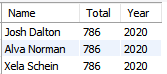 Name Total Year
Josh Dalton 786 2020
Alva Norman 786 2020
Xela Schein 786 2020